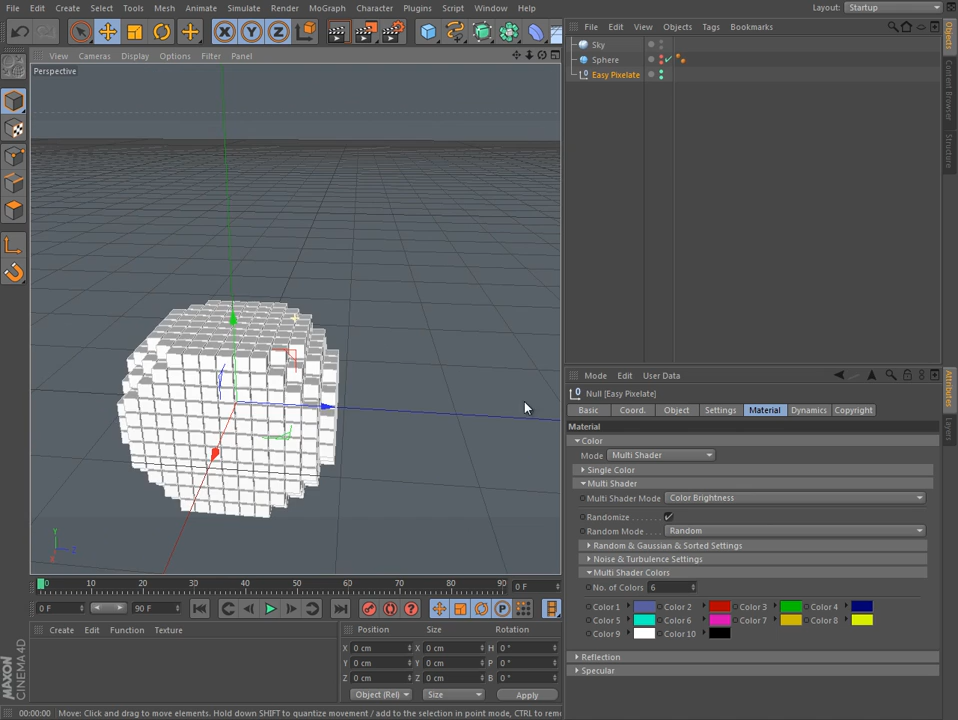 File Edit Create Select Tools Mesh Animate Simulate Render MoGraph Character Plugins Script Window Help Layout: Startup
X Y Z
File Edit View Objects Tags Bookmarks
View Cameras Display Options Filter Panel
Perspective
Sky
Sphere
Easy Pixelate
Objects
Content Browser
Structure
Mode Edit User Data
Null [Easy Pixelate]
Basic Coord. Object Settings Material Dynamics Copyright
Material
Color
Mode Multi Shader
Single Color
Multi Shader
Multi Shader Mode Color Brightness
Randomize . . . . . . .
Random Mode . . . . Random
Random & Gaussian & Sorted Settings
Noise & Turbulence Settings
Multi Shader Colors
No. of Colors 6
Color 1 Color 2 Color 3 Color 4
Color 5 Color 6 Color 7 Color 8
Color 9 Color 10
Reflection
Specular
Attributes
Layers
Y
Z
0 10 20 30 40 50 60 70 80 90 0 F
0 F 90 F
P
Create Edit Function Texture
Position Size Rotation
X 0 cm X 0 cm H 0 °
Y 0 cm Y 0 cm P 0 °
Z 0 cm Z 0 cm B 0 °
Object (Rel) Size Apply
MAXON
CINEMA 4D
00:00:00 Move: Click and drag to move elements. Hold down SHIFT to quantize movement / add to the selection in point mode, CTRL to rem